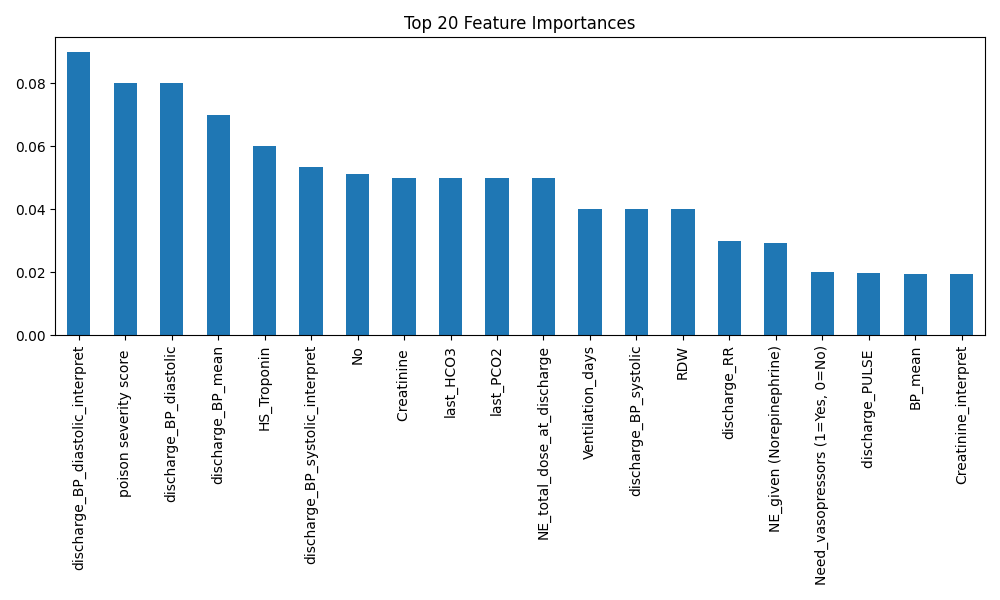 Top 20 Feature Importances
0.08
0.06
0.04
0.02
0.00
discharge_BP_diastolic_interpret
poison severity score
discharge_BP_diastolic
discharge_BP_mean
HS_Troponin
discharge_BP_systolic_interpret
No
Creatinine
last_HCO3
last_PCO2
NE_total_dose_at_discharge
Ventilation_days
discharge_BP_systolic
RDW
discharge_RR
NE_given (Norepinephrine)
Need_vasopressors (1=Yes, 0=No)
discharge_PULSE
BP_mean
Creatinine_interpret